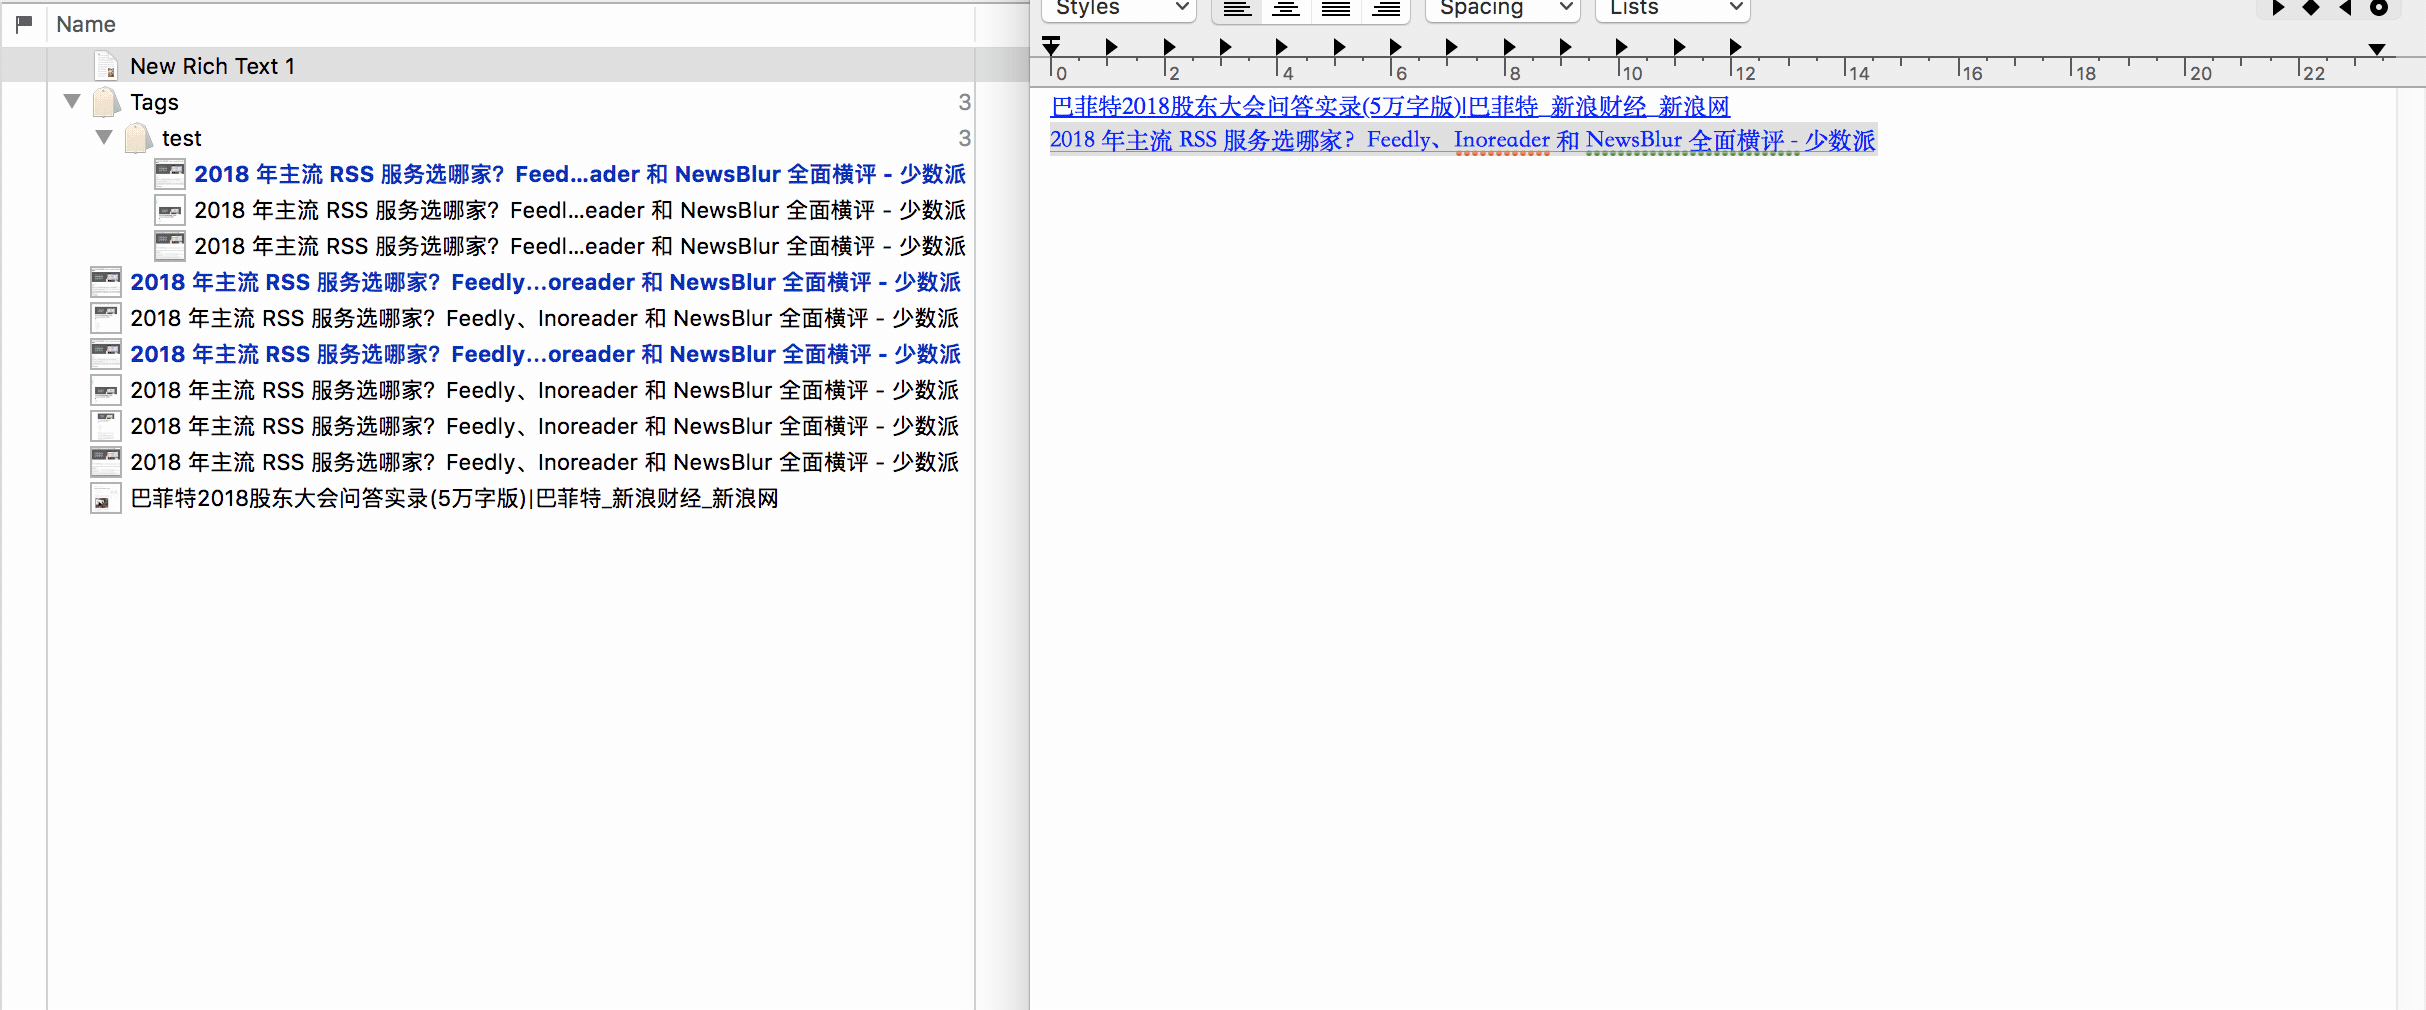 Name
New Rich Text 1
Tags 3
test 3
2018 年主流 RSS 服务选哪家？Feed...ader 和 NewsBlur 全面横评 - 少数派
2018 年主流 RSS 服务选哪家？Feedl...eader 和 NewsBlur 全面横评 - 少数派
2018 年主流 RSS 服务选哪家？Feedl...eader 和 NewsBlur 全面横评 - 少数派
2018 年主流 RSS 服务选哪家？Feedly...oreader 和 NewsBlur 全面横评 - 少数派
2018 年主流 RSS 服务选哪家？Feedly、Inoreader 和 NewsBlur 全面横评 - 少数派
2018 年主流 RSS 服务选哪家？Feedly...oreader 和 NewsBlur 全面横评 - 少数派
2018 年主流 RSS 服务选哪家？Feedly、Inoreader 和 NewsBlur 全面横评 - 少数派
2018 年主流 RSS 服务选哪家？Feedly、Inoreader 和 NewsBlur 全面横评 - 少数派
2018 年主流 RSS 服务选哪家？Feedly、Inoreader 和 NewsBlur 全面横评 - 少数派
巴菲特2018股东大会问答实录(5万字版)|巴菲特_新浪财经_新浪网
Styles Spacing Lists
0 2 4 6 8 10 12 14 16 18 20 22
巴菲特2018股东大会问答实录(5万字版)|巴菲特_新浪财经_新浪网
2018 年主流 RSS 服务选哪家？Feedly、Inoreader 和 NewsBlur 全面横评 - 少数派